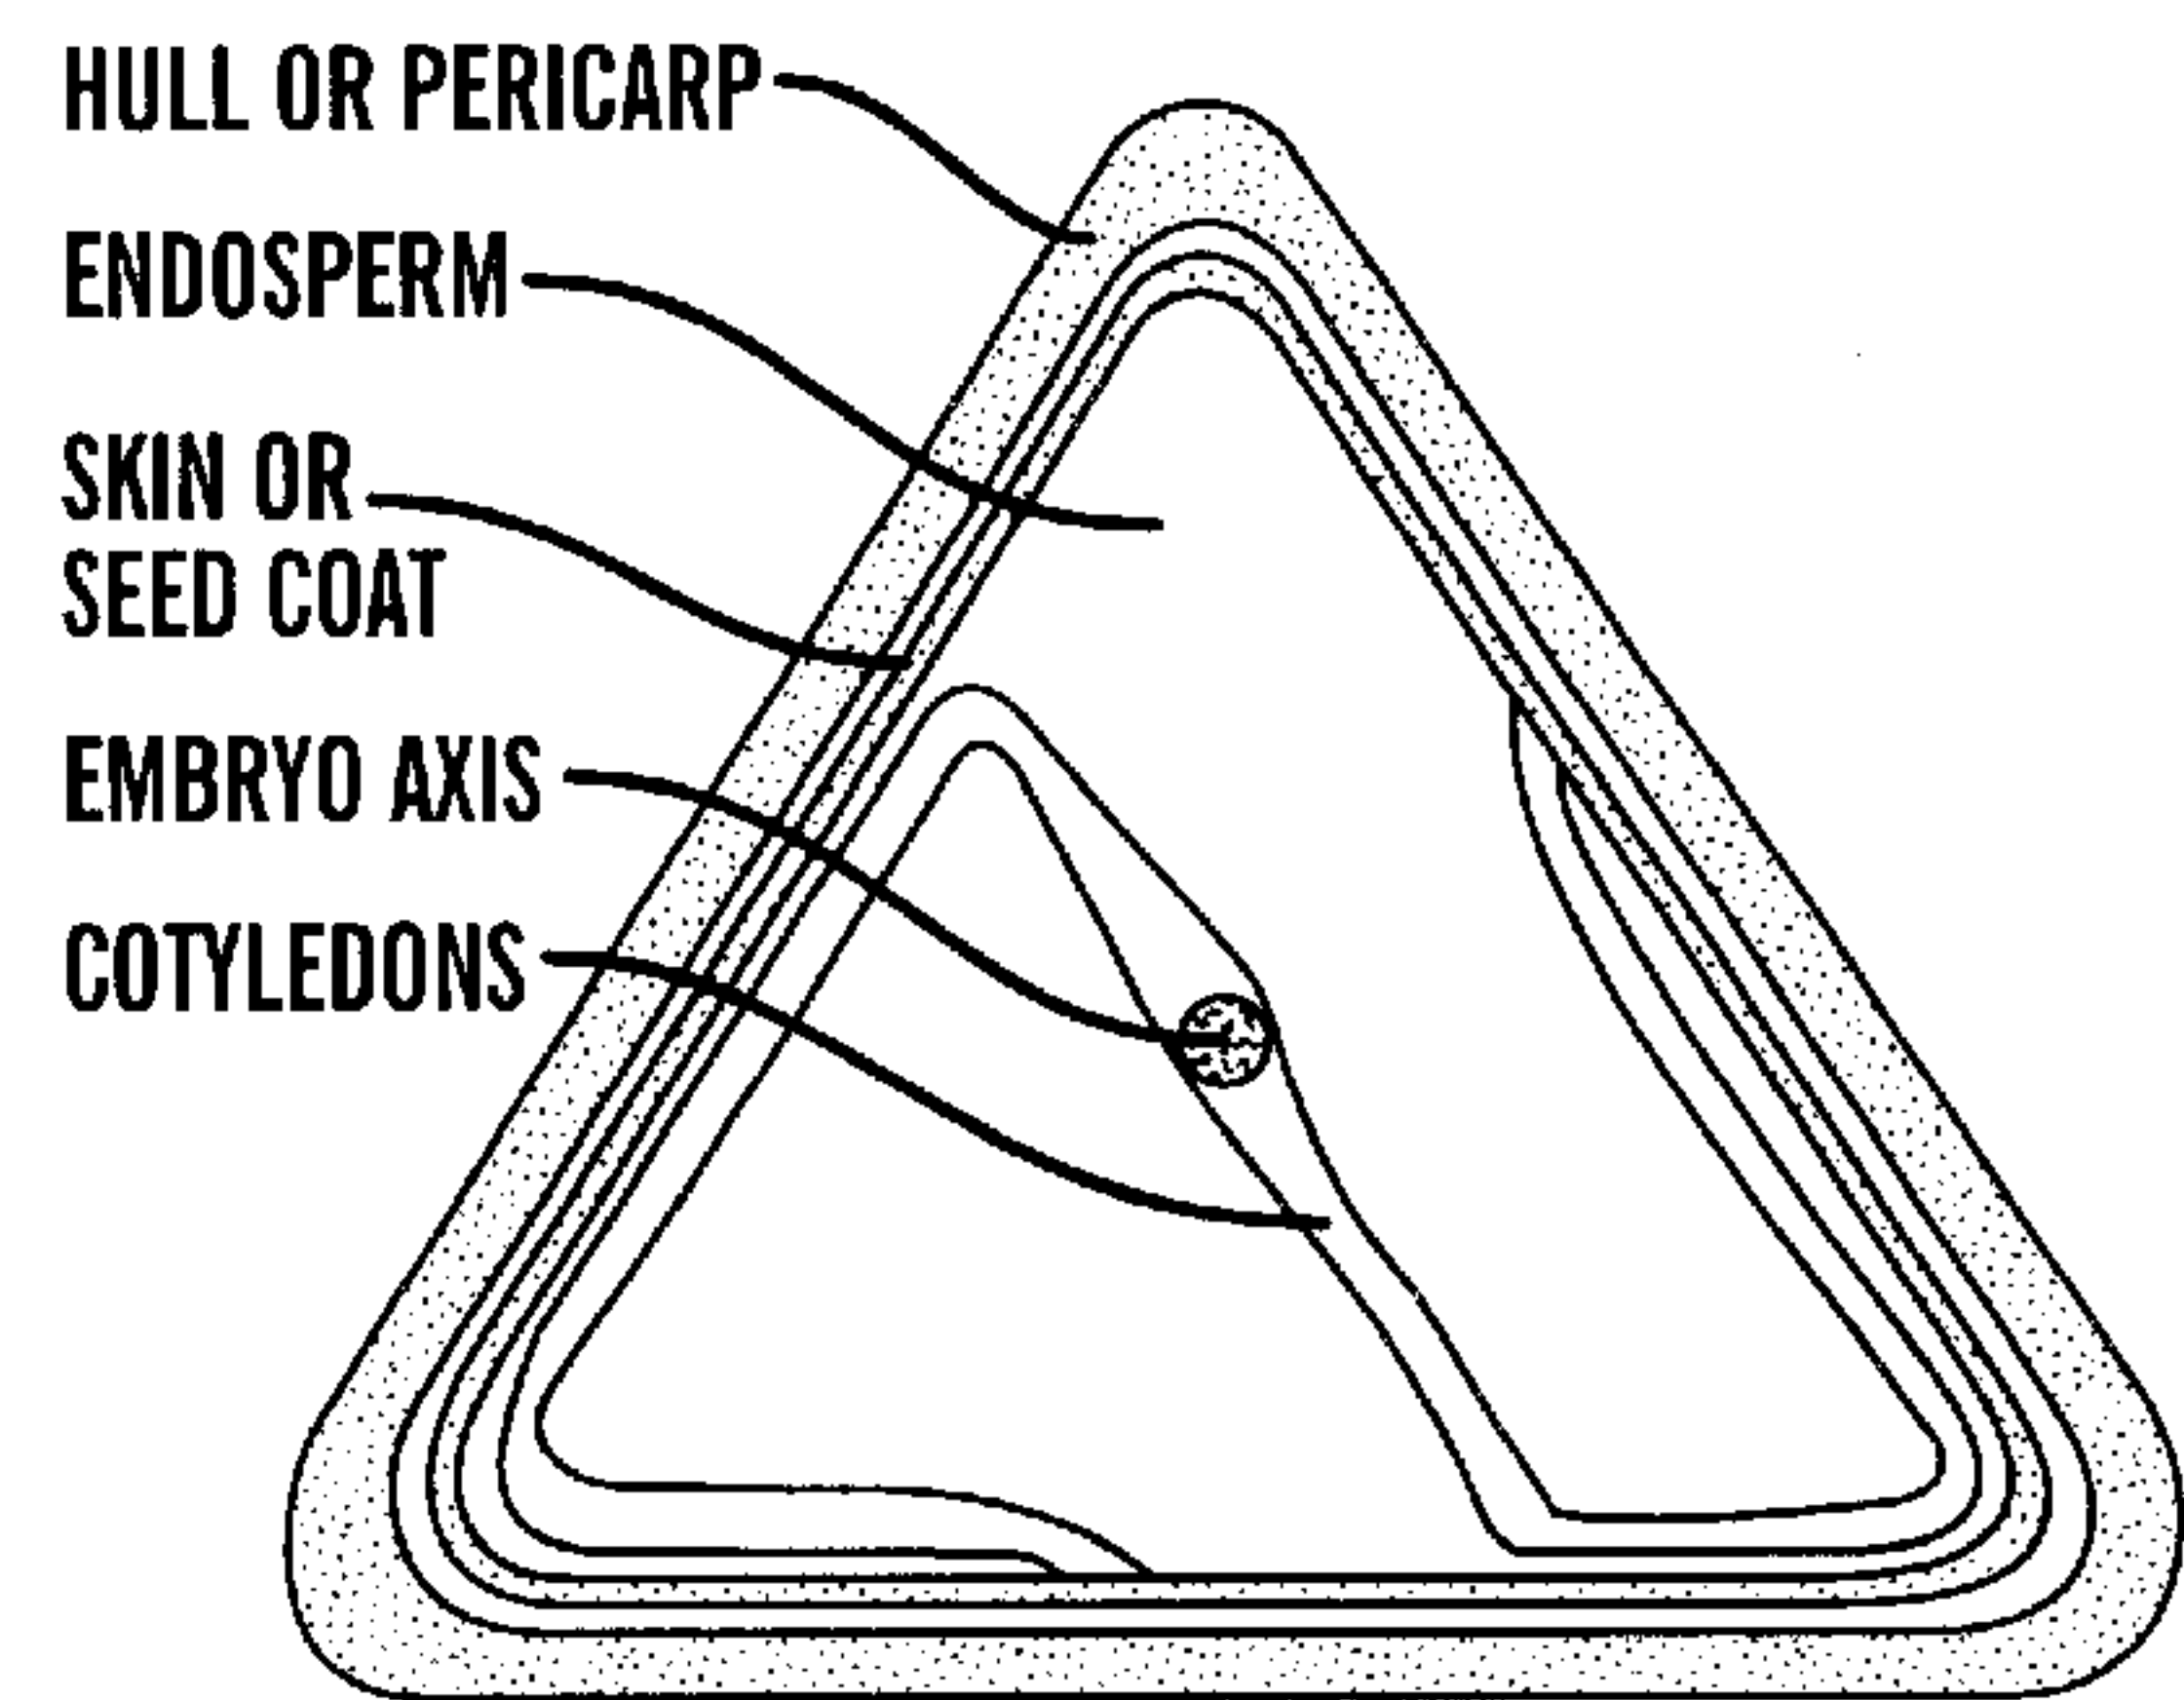 HULL OR PERICARP
ENDOSPERM
SKIN OR
SEED COAT
EMBRYO AXIS
COTYLEDONS